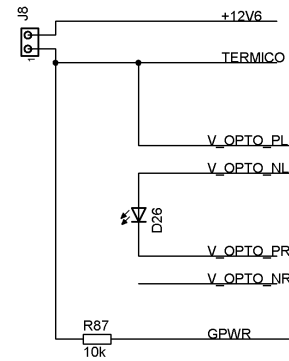 J8
+12V6
1
TERMICO
V_OPTO_PL
V_OPTO_NL
D26
V_OPTO_PR
V_OPTO_NR
R87
GPWR
10k